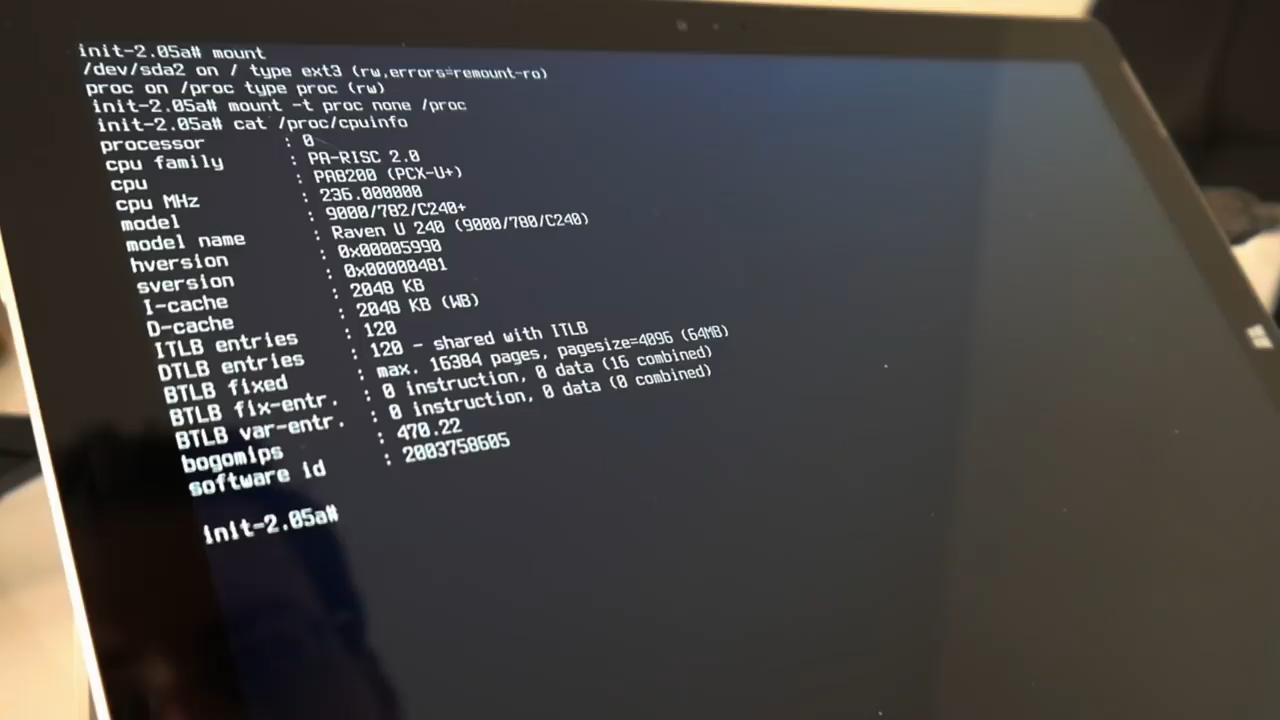 init-2.05a# mount
/dev/sda2 on / type ext3 (rw,errors=remount-ro)
proc on /proc type proc (rw)
init-2.05a# mount -t proc none /proc
init-2.05a# cat /proc/cpuinfo
processor : 0
cpu family : PA-RISC 2.0
cpu : PA8200 (PCX-U+)
cpu MHz : 236.000000
model : 9000/782/C240+
model name : Raven U 240 (9000/780/C240)
hversion : 0x00005990
sversion : 0x00000481
I-cache : 2048 KB
D-cache : 2048 KB (WB)
ITLB entries : 120
DTLB entries : 120 - shared with ITLB
BTLB fixed : max. 16384 pages, pagesize=4096 (64MB)
BTLB fix-entr. : 0 instruction, 0 data (16 combined)
BTLB var-entr. : 0 instruction, 0 data (0 combined)
bogomips : 470.22
software id : 2003758605
init-2.05a#